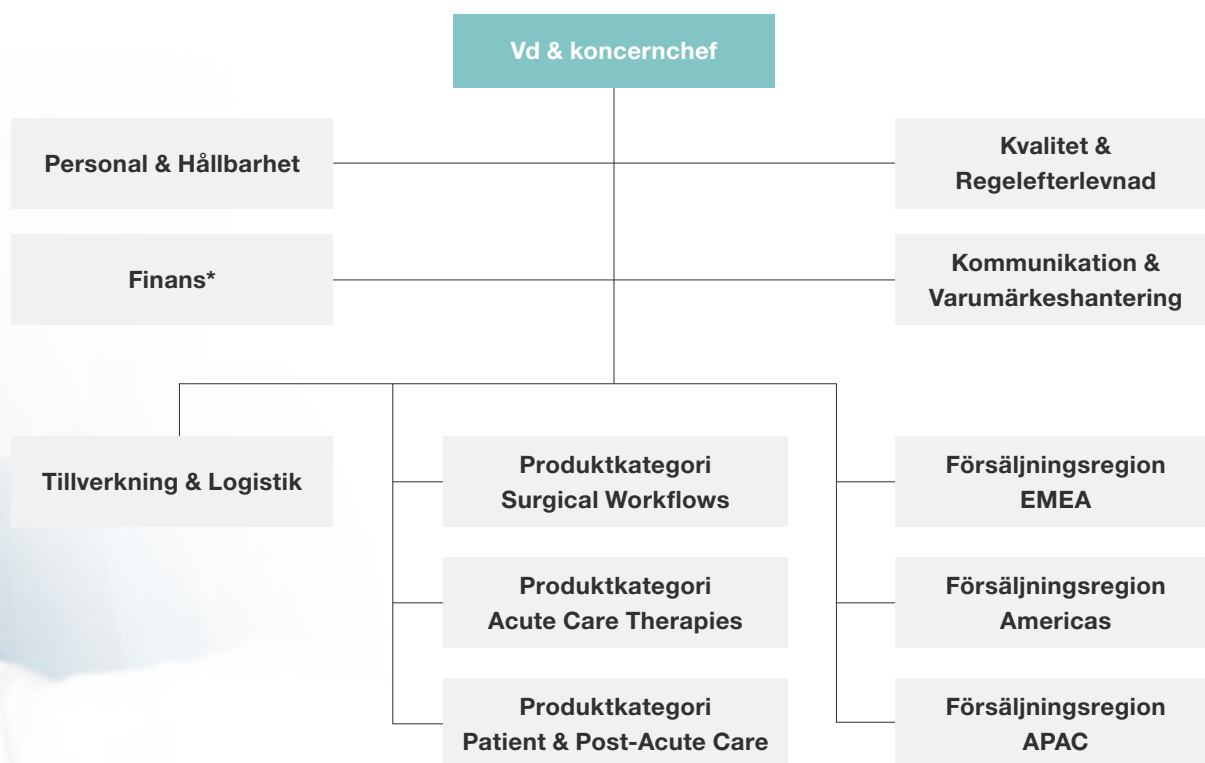 Vd & koncernchef
Personal & Hållbarhet
Kvalitet &
Regelefterlevnad
Finans*
Kommunikation &
Varumärkeshantering
Tillverkning & Logistik
Produktkategori
Surgical Workflows
Försäljningsregion
EMEA
Produktkategori
Acute Care Therapies
Försäljningsregion
Americas
Produktkategori
Patient & Post-Acute Care
Försäljningsregion
APAC